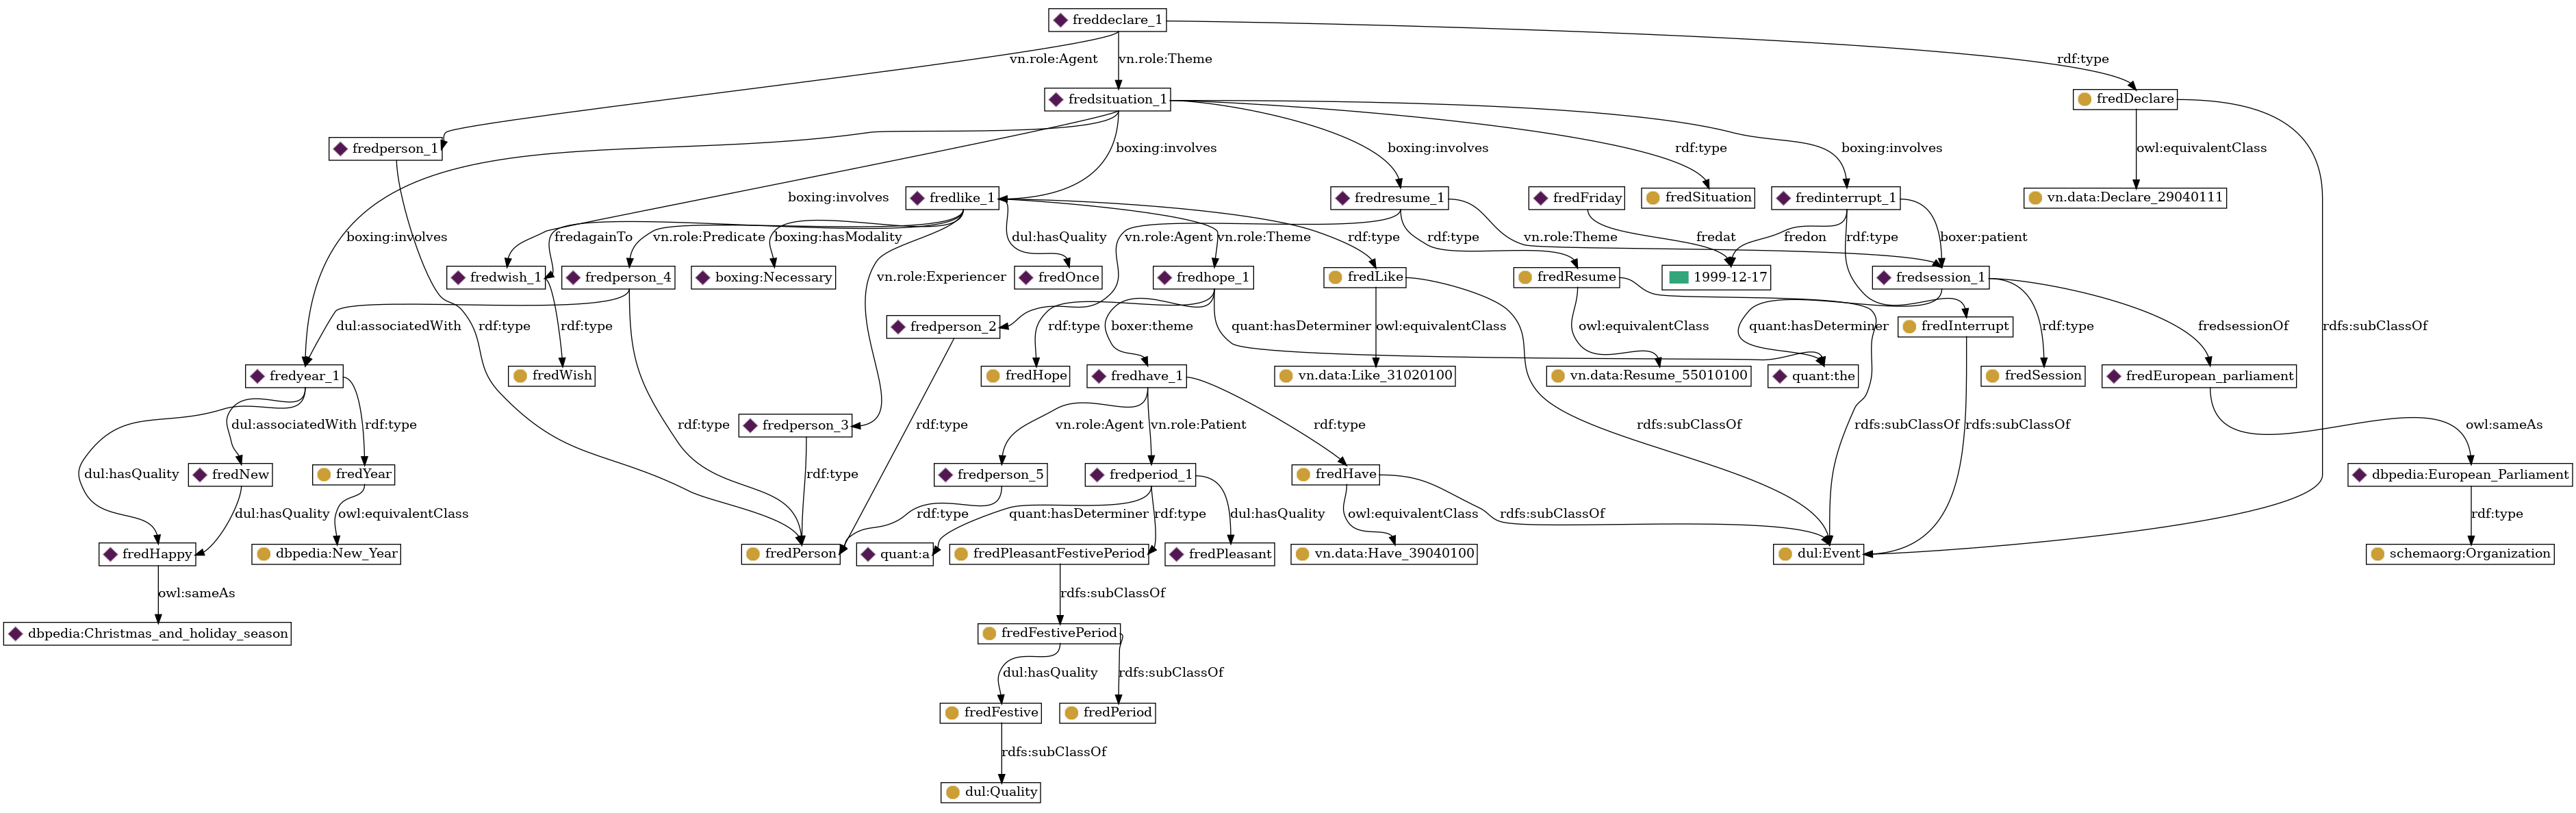 freddeclare_1
vn.role:Agent
vn.role:Theme
rdf:type
fredsituation_1
fredDeclare
fredperson_1
boxing:involves
boxing:involves
rdf:type
boxing:involves
owl:equivalentClass
boxing:involves
fredlike_1
fredresume_1
fredFriday
fredSituation
fredinterrupt_1
vn.data:Declare_29040111
boxing:involves
fredagainTo
vn.role:Predicate
boxing:hasModality
dul:hasQuality
vn.role:Agent
vn.role:Theme
rdf:type
rdf:type
vn.role:Theme
fredat
fredon
rdf:type
boxer:patient
fredwish_1
fredperson_4
boxing:Necessary
vn.role:Experiencer
fredOnce
fredhope_1
fredLike
fredResume
1999-12-17
fredsession_1
dul:associatedWith
rdf:type
rdf:type
fredperson_2
rdf:type
boxer:theme
quant:hasDeterminer
owl:equivalentClass
owl:equivalentClass
quant:hasDeterminer
fredInterrupt
rdf:type
fredsessionOf
rdfs:subClassOf
fredyear_1
fredWish
fredHope
fredhave_1
vn.data:Like_31020100
vn.data:Resume_55010100
quant:the
fredSession
fredEuropean_parliament
dul:associatedWith
rdf:type
rdf:type
fredperson_3
rdf:type
vn.role:Agent
vn.role:Patient
rdf:type
rdfs:subClassOf
rdfs:subClassOf
rdfs:subClassOf
owl:sameAs
dul:hasQuality
fredNew
fredYear
rdf:type
fredperson_5
fredperiod_1
fredHave
dbpedia:European_Parliament
dul:hasQuality
owl:equivalentClass
rdf:type
quant:hasDeterminer
rdf:type
dul:hasQuality
owl:equivalentClass
rdfs:subClassOf
rdf:type
fredHappy
dbpedia:New_Year
fredPerson
quant:a
fredPleasantFestivePeriod
fredPleasant
vn.data:Have_39040100
dul:Event
schemaorg:Organization
owl:sameAs
rdfs:subClassOf
dbpedia:Christmas_and_holiday_season
fredFestivePeriod
dul:hasQuality
rdfs:subClassOf
fredFestive
fredPeriod
rdfs:subClassOf
dul:Quality